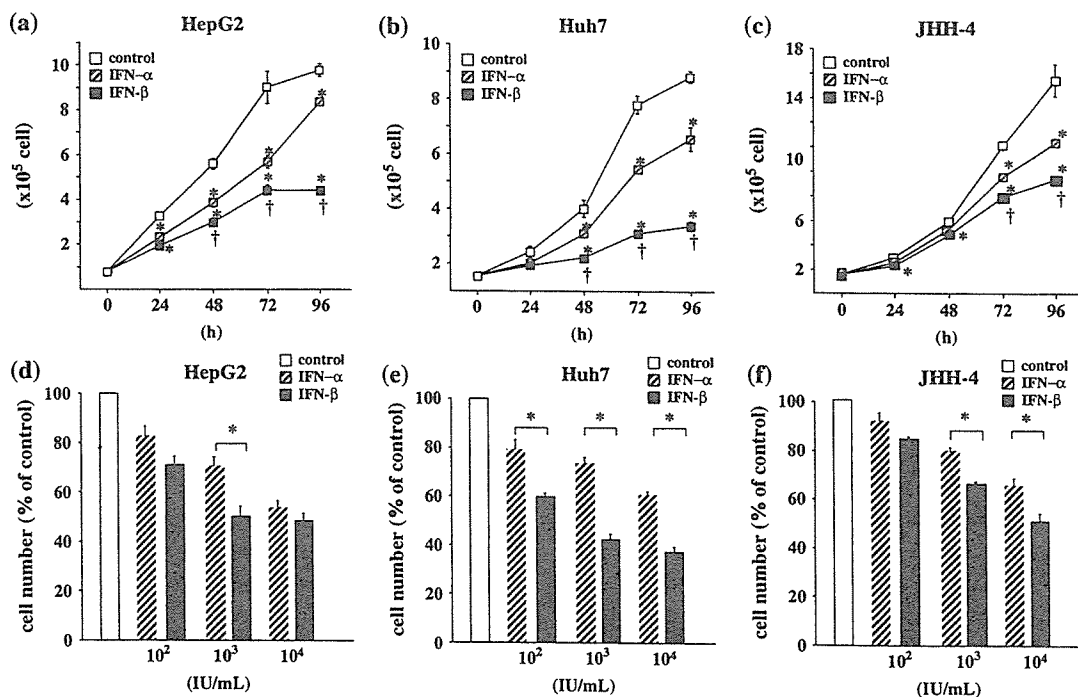 (a)
HepG2
control
IFN-α
IFN-β
10
8
6
4
2
(x10⁵ cell)
*
*
*
*
*
*
*
*
†
†
†
0 24 48 72 96
(h)
(b)
Huh7
control
IFN-α
IFN-β
10
8
6
4
2
(x10⁵ cell)
*
*
*
*
*
*
†
†
†
0 24 48 72 96
(h)
(c)
JHH-4
control
IFN-α
IFN-β
18
14
10
6
2
(x10⁵ cell)
*
*
*
*
*
*
†
†
0 24 48 72 96
(h)
(d)
HepG2
control
IFN-α
IFN-β
100
80
60
40
20
0
cell number (% of control)
*
10² 10³ 10⁴
(IU/mL)
(e)
Huh7
control
IFN-α
IFN-β
100
80
60
40
20
0
cell number (% of control)
* * *
10² 10³ 10⁴
(IU/mL)
(f)
JHH-4
control
IFN-α
IFN-β
100
80
60
40
20
0
cell number (% of control)
* *
10² 10³ 10⁴
(IU/mL)